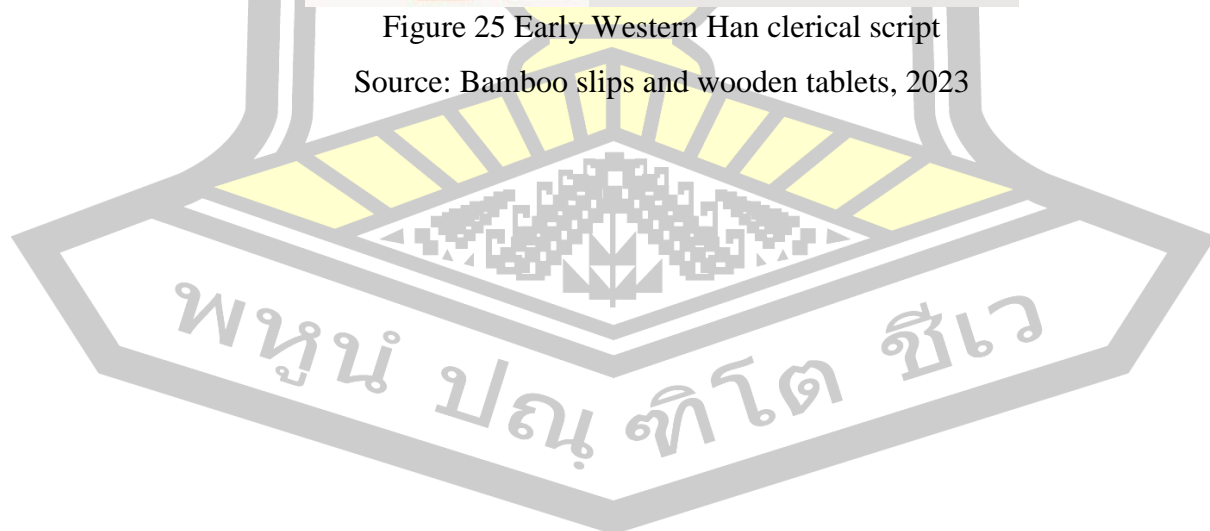 Figure 25 Early Western Han clerical script
Source: Bamboo slips and wooden tablets, 2023
พหูนํ ปณฺฑิโต ชีเว